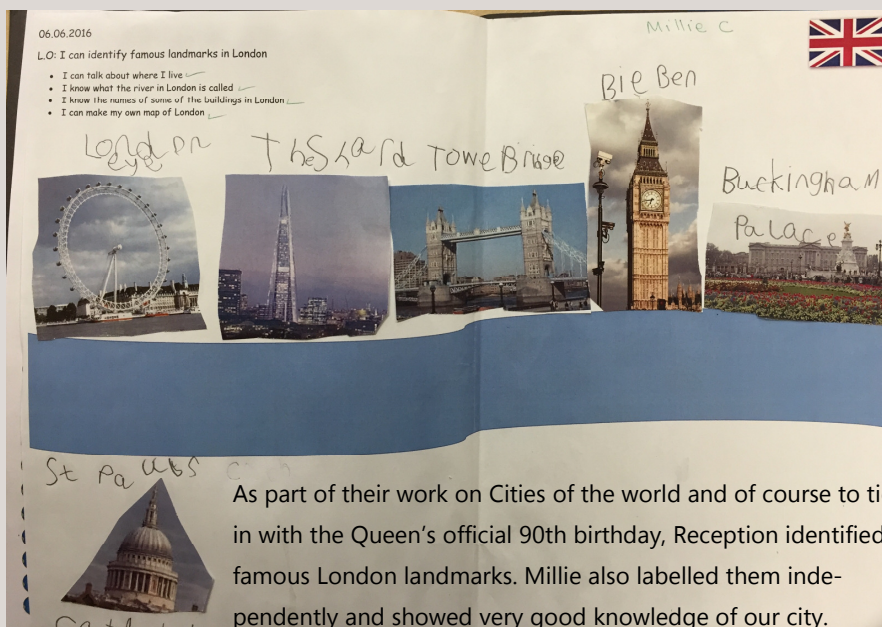 06.06.2016
Millie C
L.O: I can identify famous landmarks in London
• I can talk about where I live ✓
• I know what the river in London is called ✓
• I know the names of some of the buildings in London ✓
• I can make my own map of London ✓
London
eye
The Shard
Towe Brige
Big Ben
Buckingham
Palace
St Pauls
As part of their work on Cities of the world and of course to ti
in with the Queen's official 90th birthday, Reception identified
famous London landmarks. Millie also labelled them inde-
pendently and showed very good knowledge of our city.